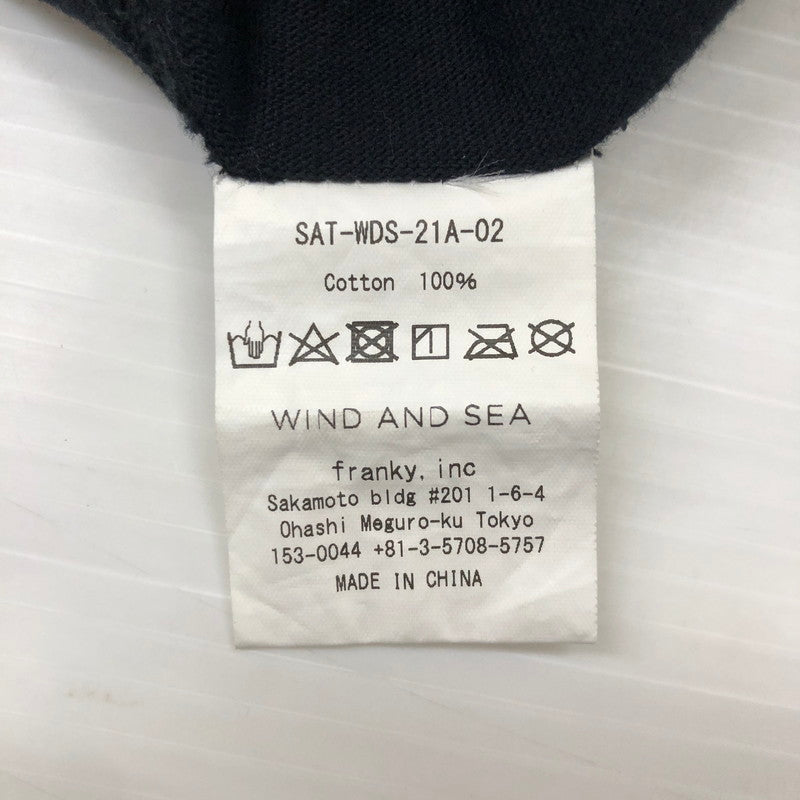 SAT-WDS-21A-02
Cotton 100%
WIND AND SEA
franky, inc
Sakamoto bldg #201 1-6-4
Ohashi Meguro-ku Tokyo
153-0044 +81-3-5708-5757
MADE IN CHINA